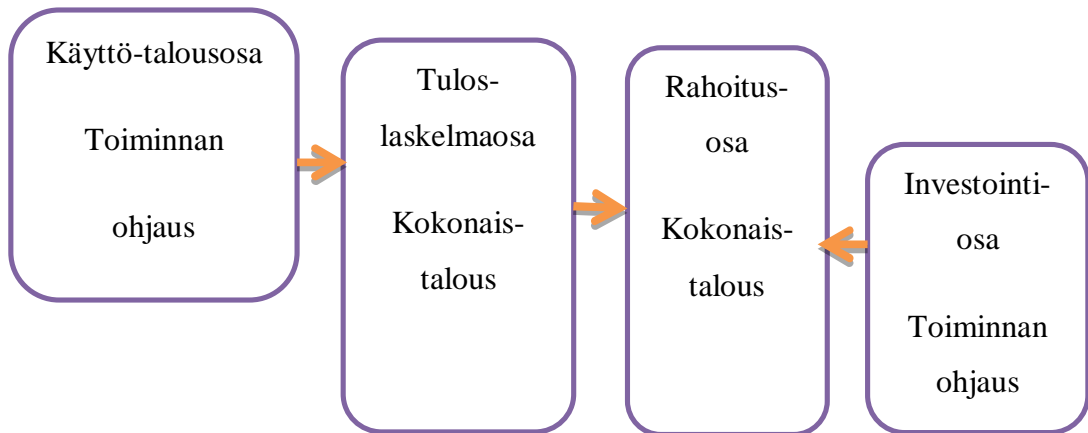 Käyttö-talousosa
Toiminnan
ohjaus
Tulos-
laskelmaosa
Kokonais-
talous
Rahoitus-
osa
Kokonais-
talous
Investointi-
osa
Toiminnan
ohjaus